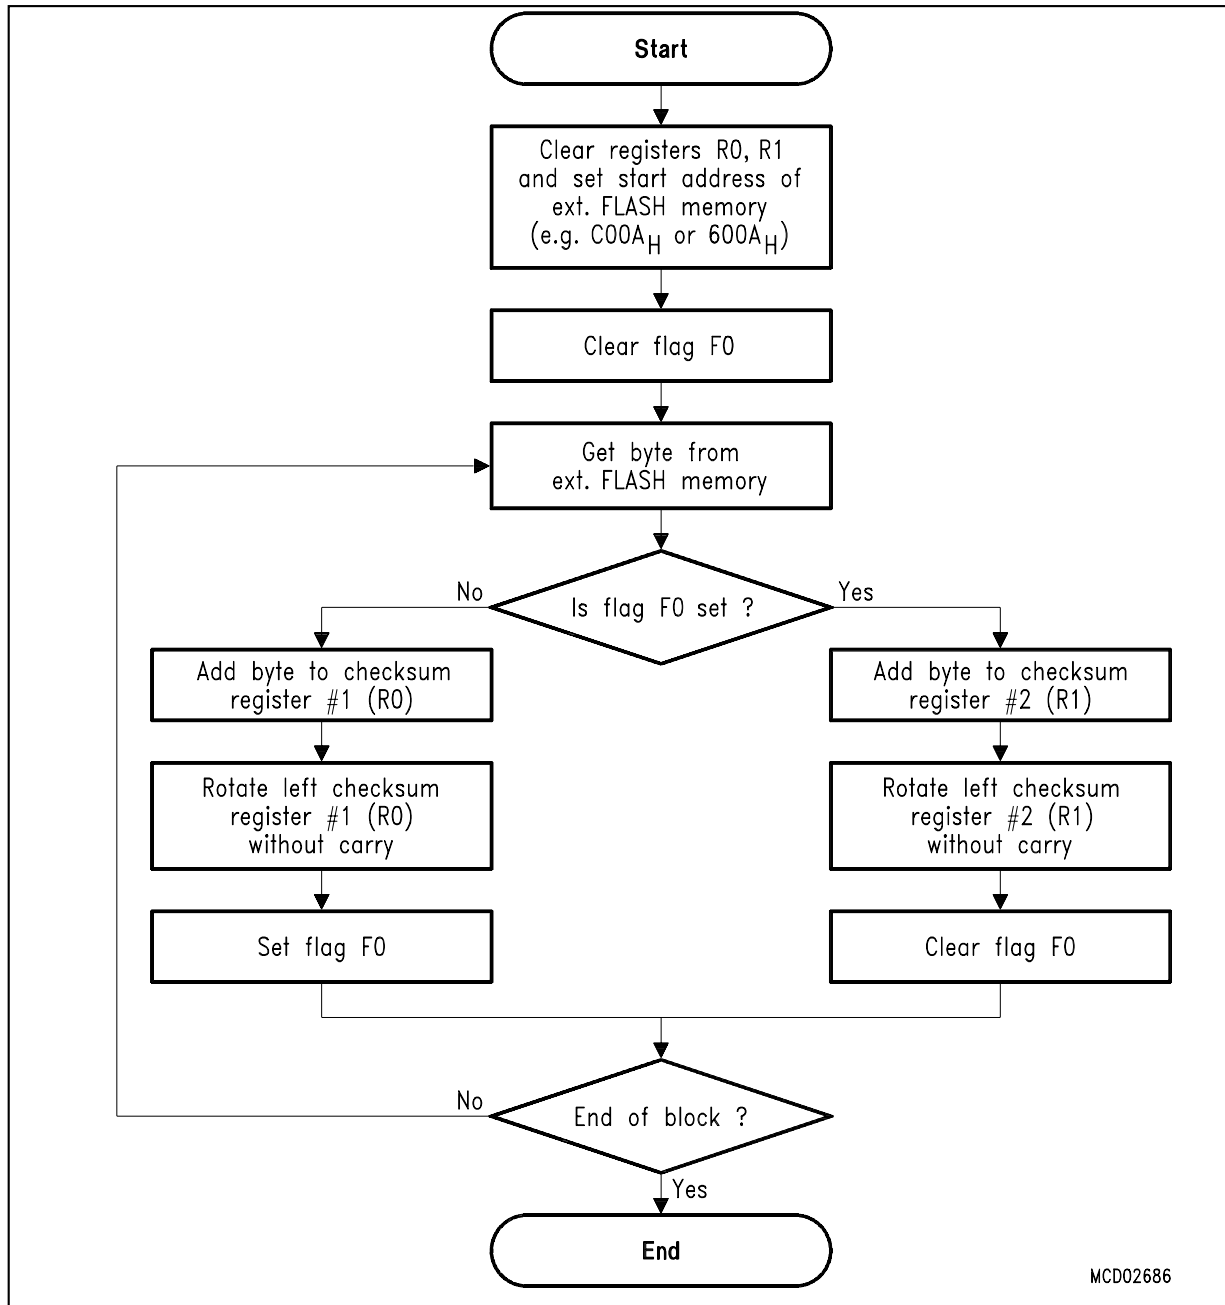 Start
Clear registers R0, R1
and set start address of
ext. FLASH memory
(e.g. C00AH or 600AH)
Clear flag F0
Get byte from
ext. FLASH memory
Is flag F0 set ?
No
Yes
Add byte to checksum
register #1 (R0)
Add byte to checksum
register #2 (R1)
Rotate left checksum
register #1 (R0)
without carry
Rotate left checksum
register #2 (R1)
without carry
Set flag F0
Clear flag F0
End of block ?
No
Yes
End
MCD02686